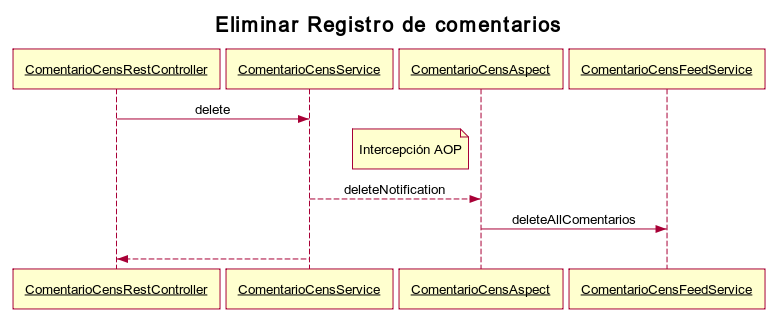 Eliminar Registro de comentarios
ComentarioCensRestController
ComentarioCensService
ComentarioCensAspect
ComentarioCensFeedService
delete
Intercepción AOP
deleteNotification
deleteAllComentarios
ComentarioCensRestController
ComentarioCensService
ComentarioCensAspect
ComentarioCensFeedService